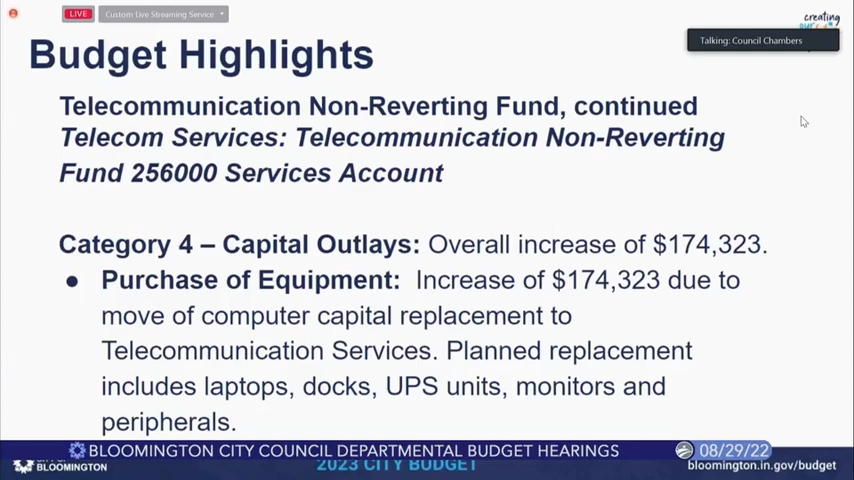 LIVE
Custom Live Streaming Service
creating
Talking: Council Chambers
Budget Highlights
Telecommunication Non-Reverting Fund, continued
Telecom Services: Telecommunication Non-Reverting
Fund 256000 Services Account
Category 4 – Capital Outlays: Overall increase of $174,323.
● Purchase of Equipment: Increase of $174,323 due to
move of computer capital replacement to
Telecommunication Services. Planned replacement
includes laptops, docks, UPS units, monitors and
peripherals.
BLOOMINGTON CITY COUNCIL DEPARTMENTAL BUDGET HEARINGS
08/29/22
BLOOMINGTON
2023 CITY BUDGET
bloomington.in.gov/budget